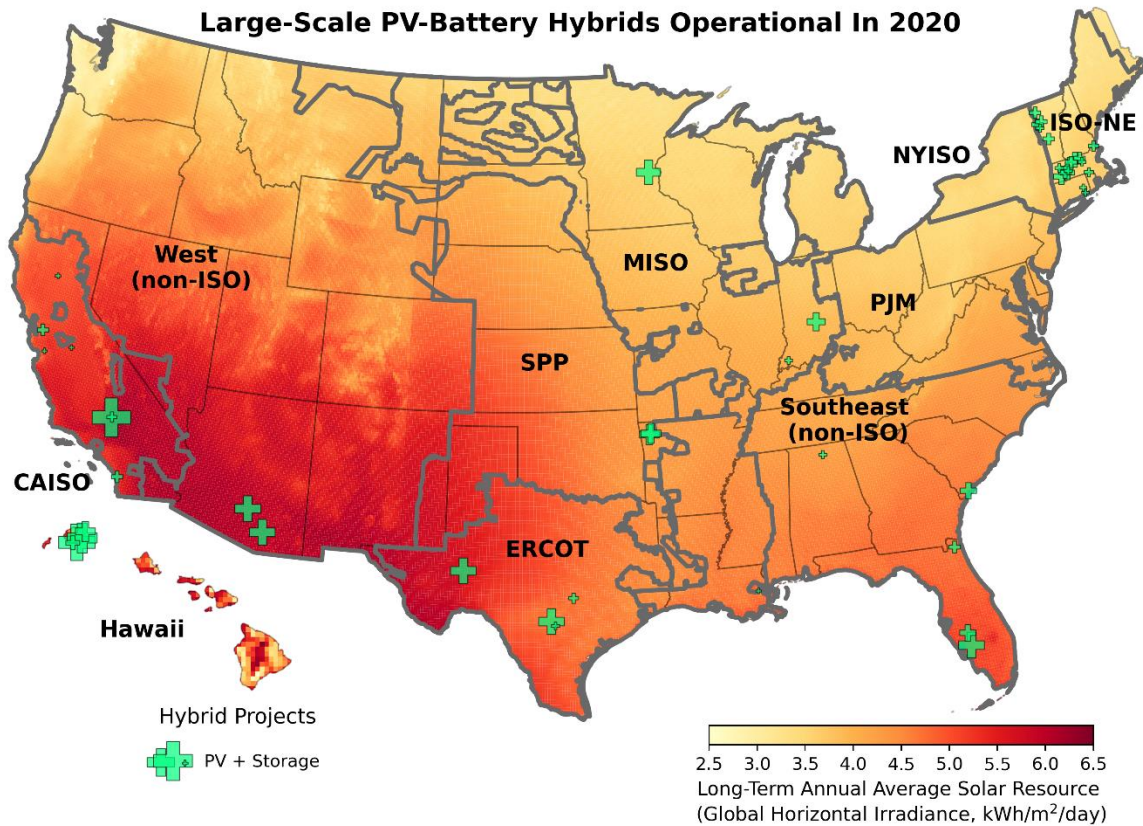 Large-Scale PV-Battery Hybrids Operational In 2020
ISO-NE
NYISO
West
(non-ISO)
MISO
PJM
SPP
Southeast
(non-ISO)
CAISO
ERCOT
Hawaii
Hybrid Projects
PV + Storage
2.5 3.0 3.5 4.0 4.5 5.0 5.5 6.0 6.5
Long-Term Annual Average Solar Resource
(Global Horizontal Irradiance, kWh/m²/day)